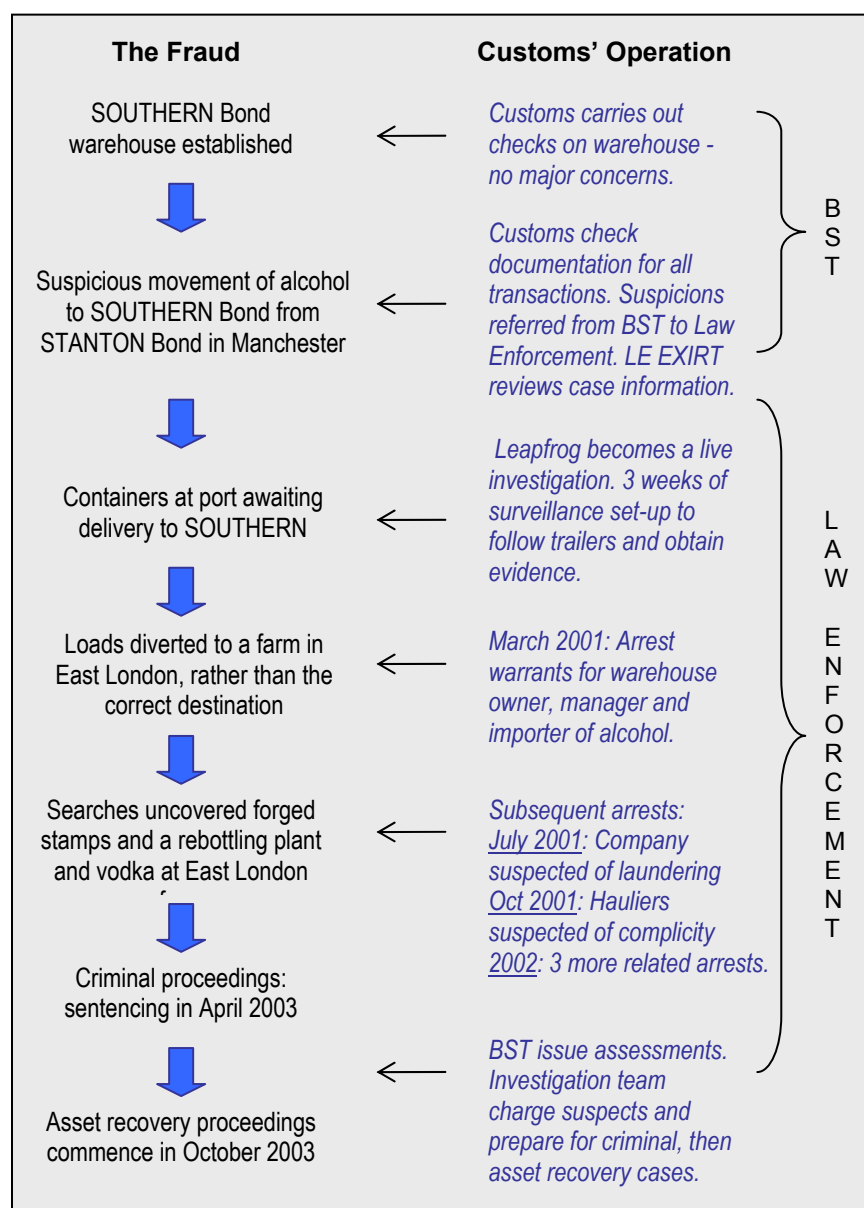 The Fraud
Customs' Operation
SOUTHERN Bond
warehouse established
Customs carries out
checks on warehouse -
no major concerns.
Suspicious movement of alcohol
to SOUTHERN Bond from
STANTON Bond in Manchester
Customs check
documentation for all
transactions. Suspicions
referred from BST to Law
Enforcement. LE EXIRT
reviews case information.
BST
Containers at port awaiting
delivery to SOUTHERN
Leapfrog becomes a live
investigation. 3 weeks of
surveillance set-up to
follow trailers and obtain
evidence.
Loads diverted to a farm in
East London, rather than the
correct destination
March 2001: Arrest
warrants for warehouse
owner, manager and
importer of alcohol.
Searches uncovered forged
stamps and a rebottling plant
and vodka at East London
Subsequent arrests:
July 2001: Company
suspected of laundering
Oct 2001: Hauliers
suspected of complicity
2002: 3 more related arrests.
Criminal proceedings:
sentencing in April 2003
Asset recovery proceedings
commence in October 2003
BST issue assessments.
Investigation team
charge suspects and
prepare for criminal, then
asset recovery cases.
LAW ENFORCEMENT